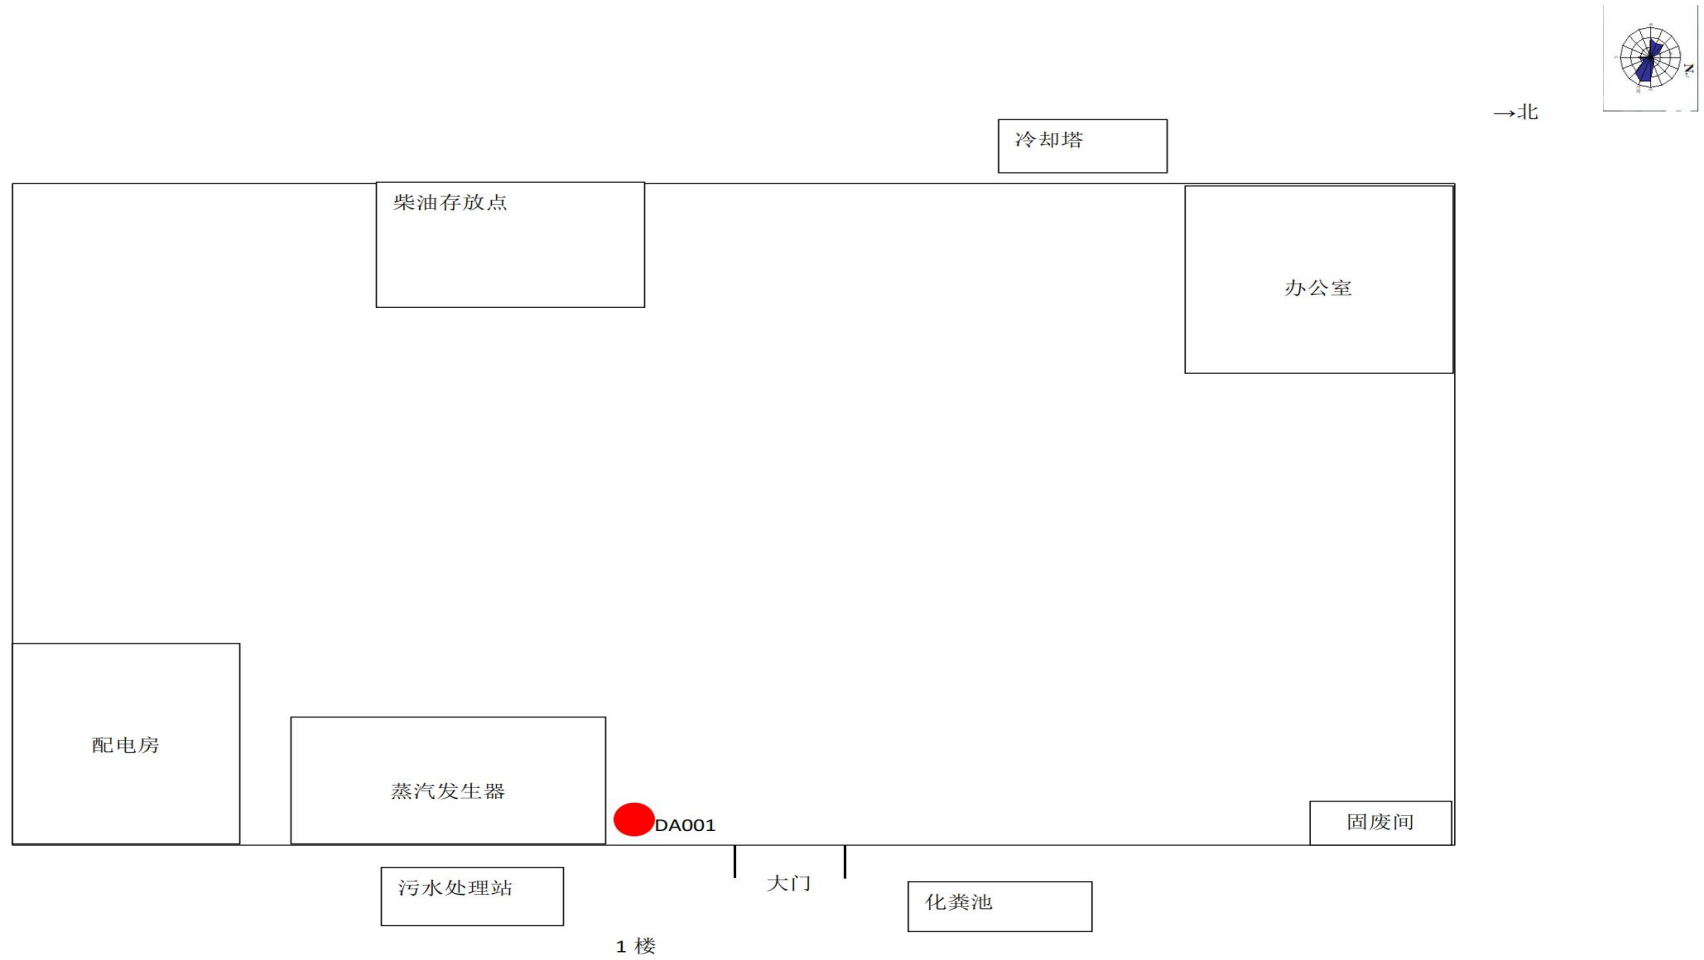 N
→北
冷却塔
柴油存放点
办公室
配电房
蒸汽发生器
DA001
固废间
污水处理站
大门
化粪池
1 楼